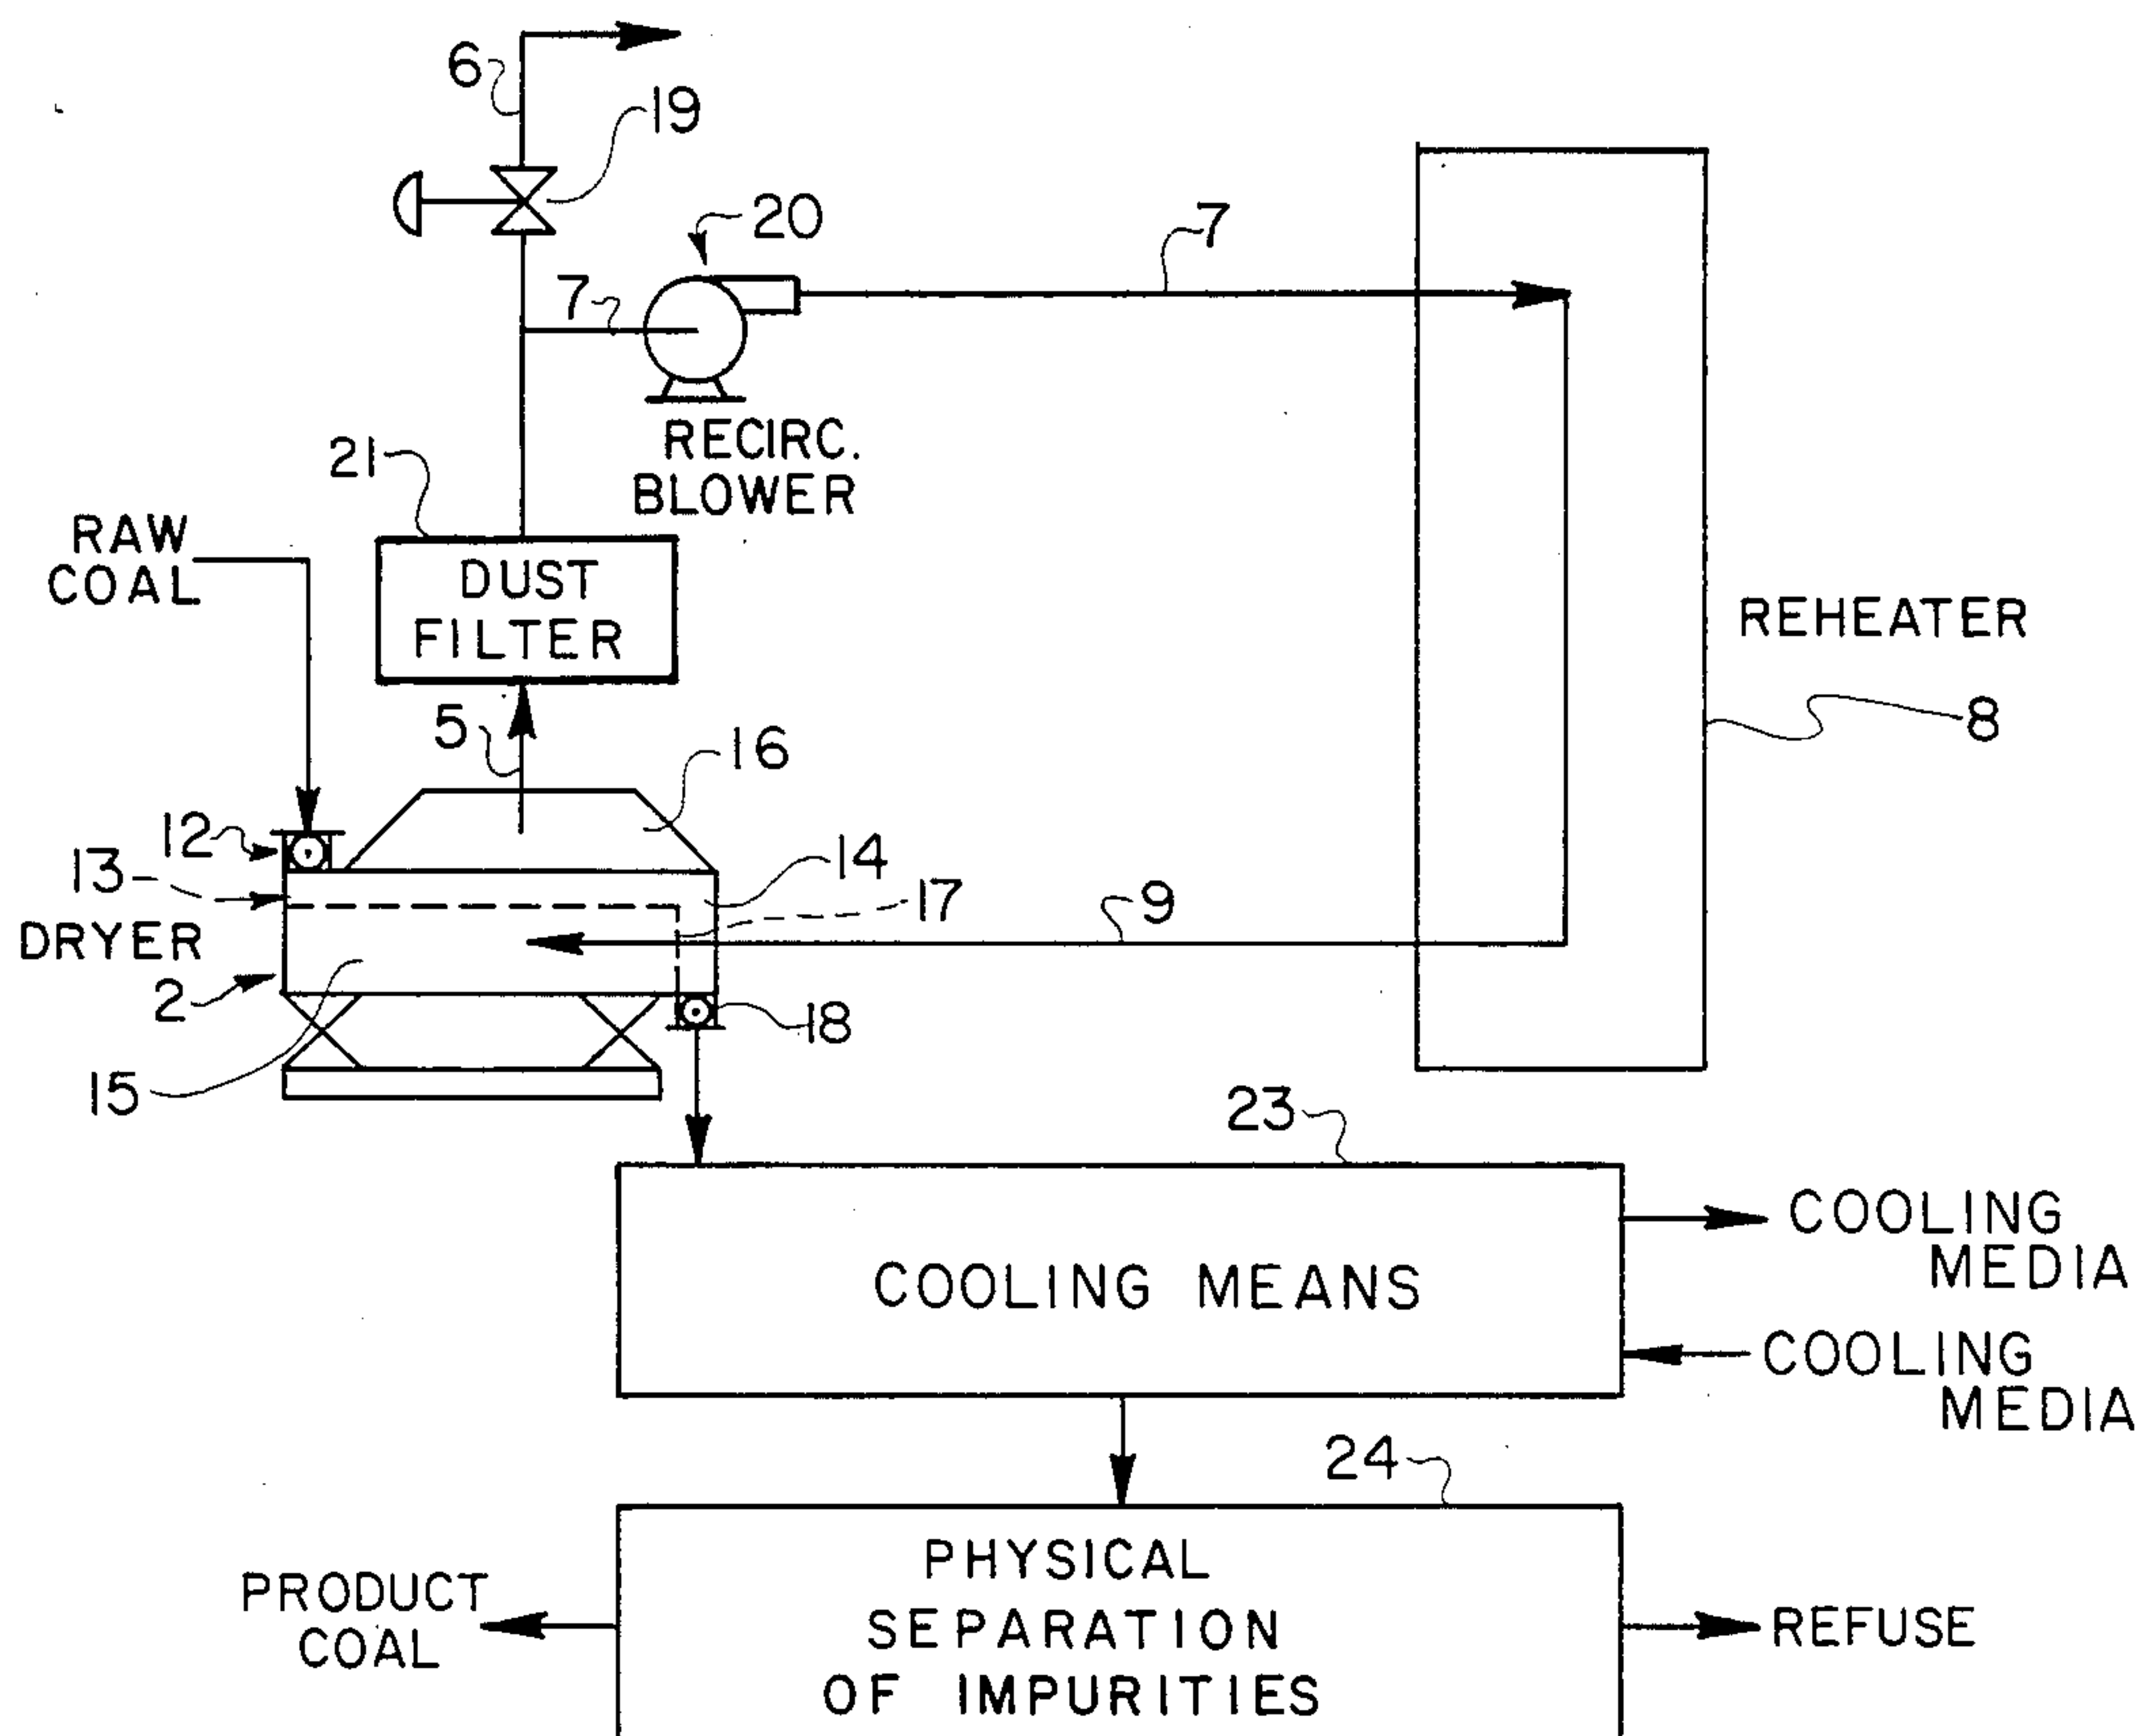 6
19
20
7
7
RECIRC.
BLOWER
21
RAW
COAL
DUST
FILTER
REHEATER
8
5
16
12
13
14
17
9
DRYER
2
18
15
23
COOLING
MEDIA
COOLING MEANS
COOLING
MEDIA
24
PHYSICAL
SEPARATION
OF IMPURITIES
PRODUCT
COAL
REFUSE